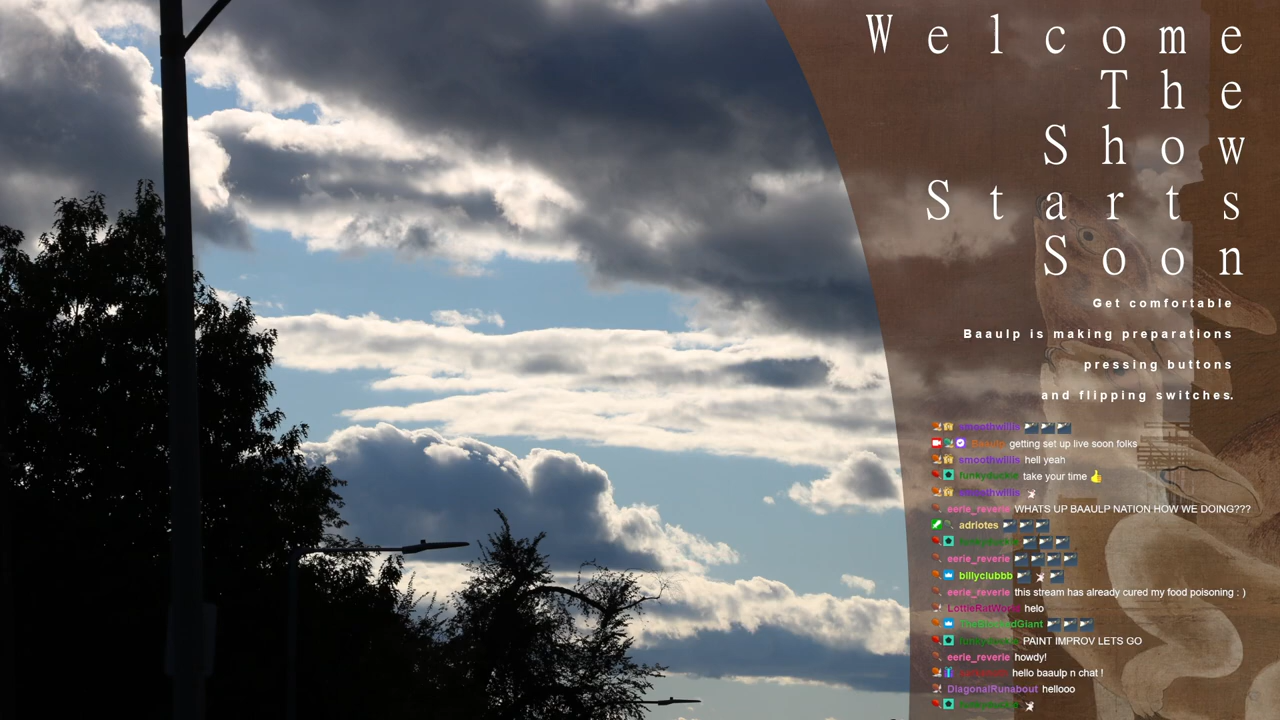 Welcome
The
Show
Starts
Soon
Get comfortable
Baaulp is making preparations
pressing buttons
and flipping switches.
smoothwillis
Baaulp getting set up live soon folks
smoothwillis hell yeah
take your time
smoothwillis
eerie_reverie WHATS UP BAAULP NATION HOW WE DOING???
adriotes
eerie_reverie
billyclubbb
eerie_reverie this stream has already cured my food poisoning : )
helo
PAINT IMPROV LETS GO
eerie_reverie howdy!
hello baaulp n chat !
DiagonalRunabout hellooo